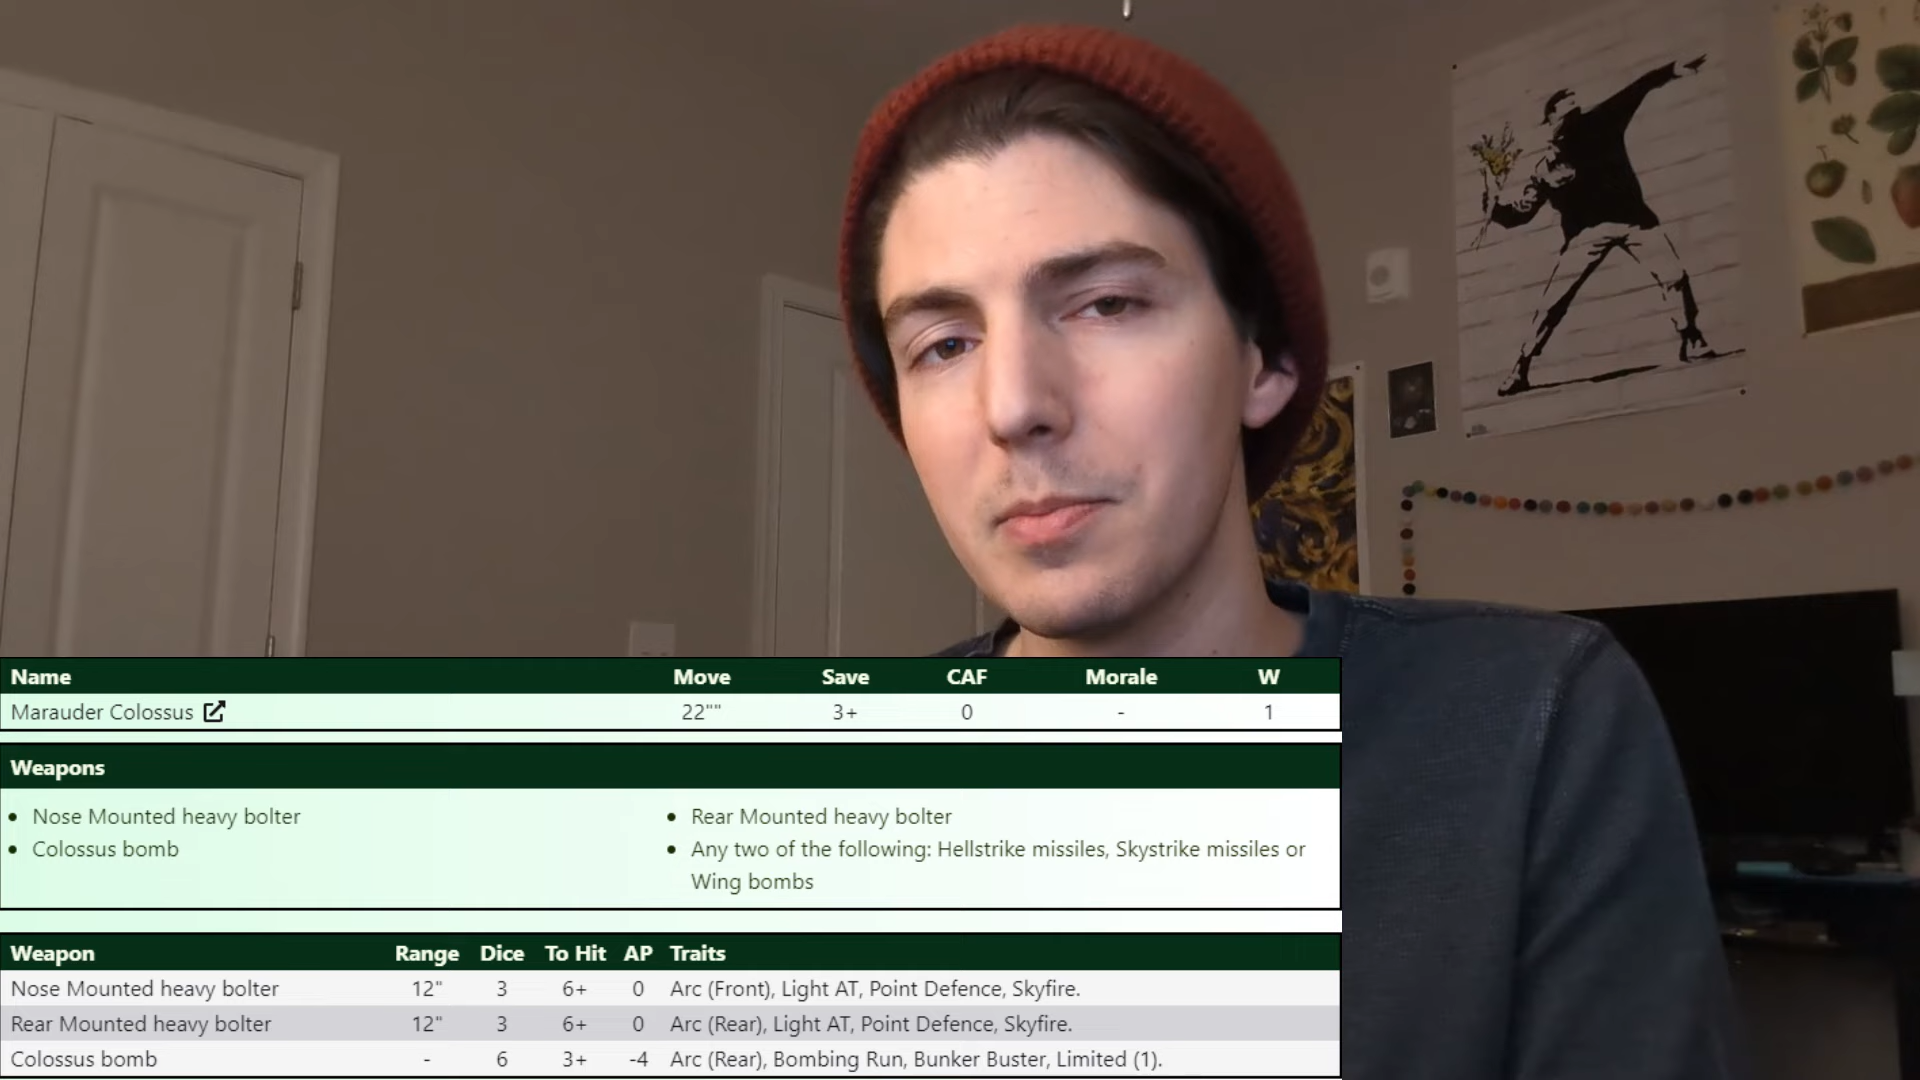 Name Move Save CAF Morale W
Marauder Colossus 22"" 3+ 0 - 1
Weapons
Nose Mounted heavy bolter
Colossus bomb
Rear Mounted heavy bolter
Any two of the following: Hellstrike missiles, Skystrike missiles or
Wing bombs
Weapon Range Dice To Hit AP Traits
Nose Mounted heavy bolter 12" 3 6+ 0 Arc (Front), Light AT, Point Defence, Skyfire.
Rear Mounted heavy bolter 12" 3 6+ 0 Arc (Rear), Light AT, Point Defence, Skyfire.
Colossus bomb - 6 3+ -4 Arc (Rear), Bombing Run, Bunker Buster, Limited (1).